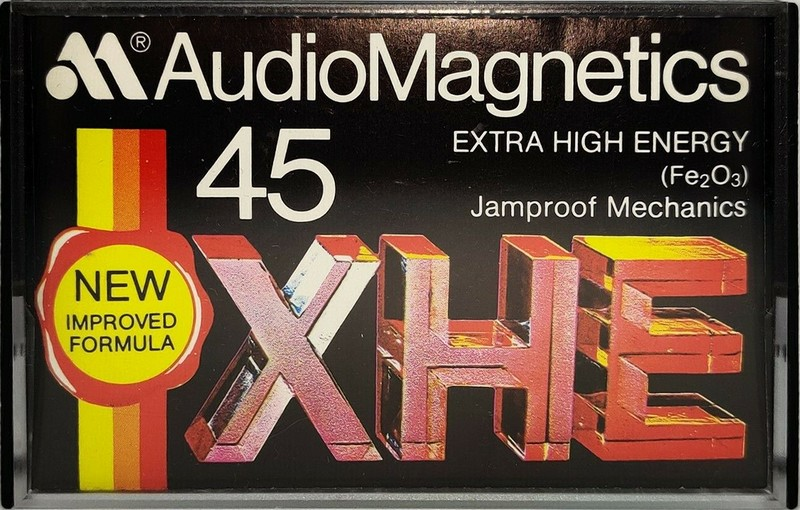 ® AudioMagnetics
45
EXTRA HIGH ENERGY
(Fe₂O₃)
Jamproof Mechanics
NEW
IMPROVED
FORMULA
XHE